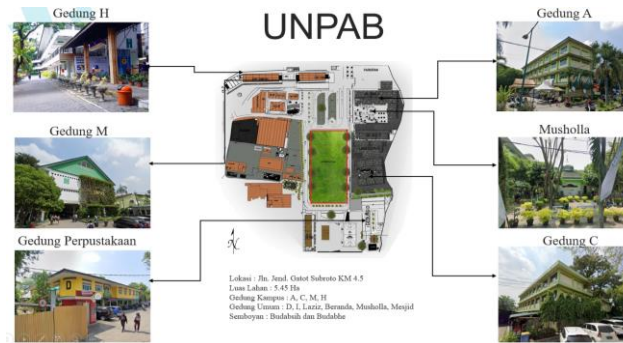 UNPAB
Gedung H
Gedung A
Gedung M
Musholla
Gedung Perpustakaan
Gedung C
Lokasi : Jln. Jend. Gatot Subroto KM 4.5
Luas Lahan : 5.45 Ha
Gedung Kampus : A, C, M, H
Gedung Umum : D, I, Laziz, Beranda, Musholla, Mesjid
Semboyan : Budabsih dan Budabhe